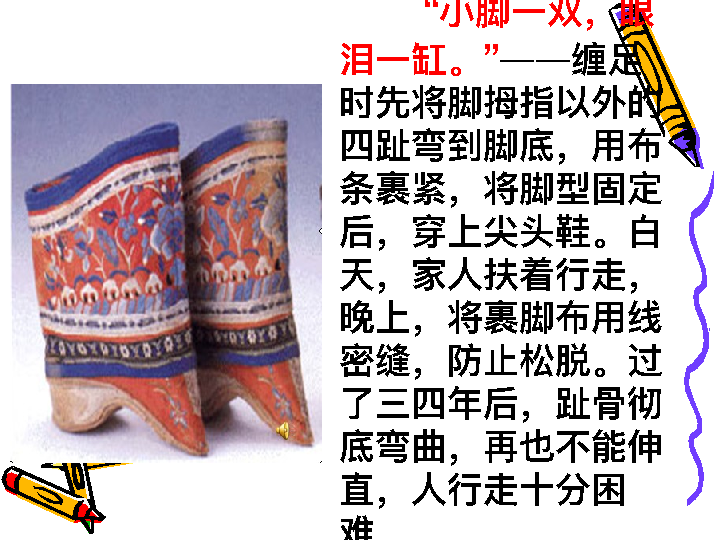 “小脚一双，眼
泪一缸。”——缠足
时先将脚拇指以外的
四趾弯到脚底，用布
条裹紧，将脚型固定
后，穿上尖头鞋。白
天，家人扶着行走，
晚上，将裹脚布用线
密缝，防止松脱。过
了三四年后，趾骨彻
底弯曲，再也不能伸
直，人行走十分困
难